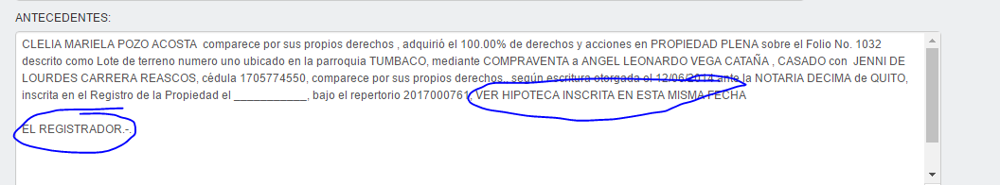 ANTECEDENTES:
CLELIA MARIELA POZO ACOSTA comparece por sus propios derechos , adquirió el 100.00% de derechos y acciones en PROPIEDAD PLENA sobre el Folio No. 1032
descrito como Lote de terreno numero uno ubicado en la parroquia TUMBACO, mediante COMPRAVENTA a ANGEL LEONARDO VEGA CATAÑA , CASADO con JENNI DE
LOURDES CARRERA REASCOS, cédula 1705774550, comparece por sus propios derechos., según escritura otorgada el 12/06/2014 ante la NOTARIA DECIMA de QUITO,
inscrita en el Registro de la Propiedad el ____________, bajo el repertorio 2017000761, VER HIPOTECA INSCRITA EN ESTA MISMA FECHA
EL REGISTRADOR.-.